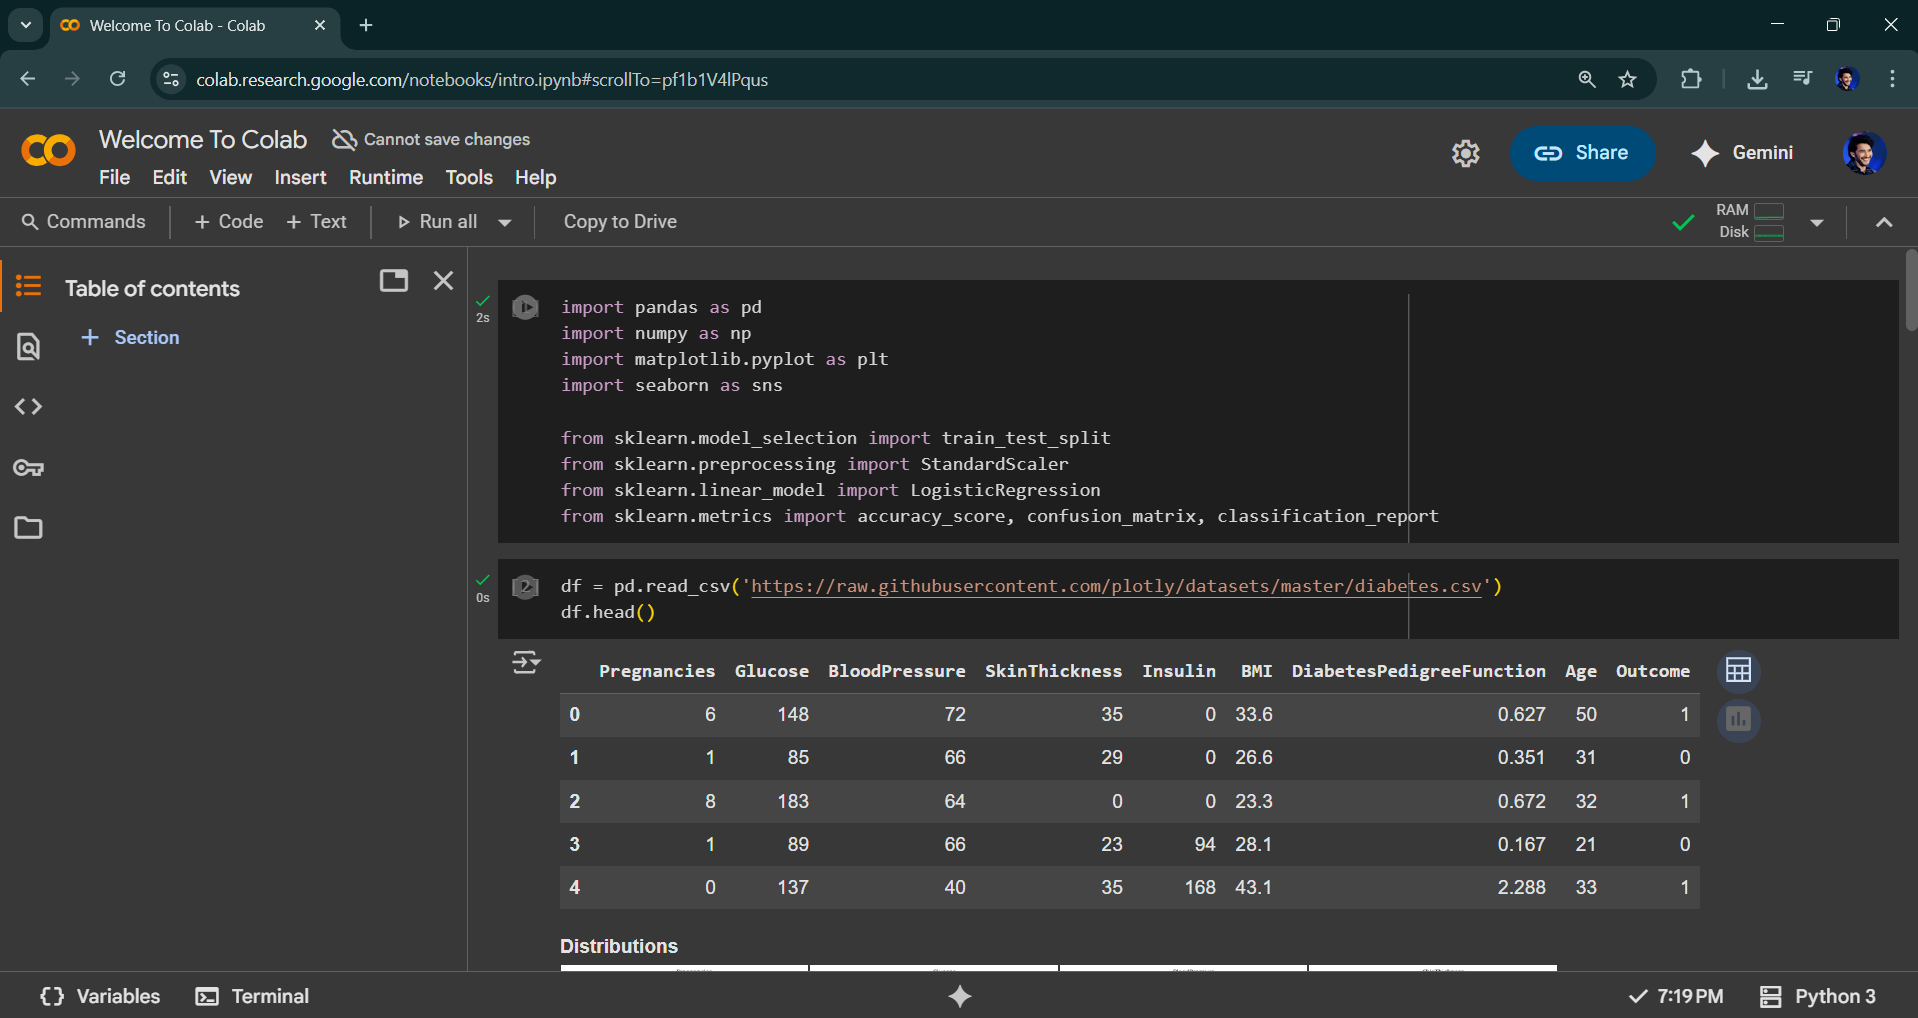 Welcome To Colab - Colab
colab.research.google.com/notebooks/intro.ipynb#scrollTo=pf1b1V4lPqus
Welcome To Colab
Cannot save changes
File Edit View Insert Runtime Tools Help
Share
Gemini
Commands + Code + Text Run all Copy to Drive
RAM
Disk
Table of contents
+ Section
2s
import pandas as pd
import numpy as np
import matplotlib.pyplot as plt
import seaborn as sns
from sklearn.model_selection import train_test_split
from sklearn.preprocessing import StandardScaler
from sklearn.linear_model import LogisticRegression
from sklearn.metrics import accuracy_score, confusion_matrix, classification_report
0s
2
df = pd.read_csv('https://raw.githubusercontent.com/plotly/datasets/master/diabetes.csv')
df.head()
Pregnancies Glucose BloodPressure SkinThickness Insulin BMI DiabetesPedigreeFunction Age Outcome
0 6 148 72 35 0 33.6 0.627 50 1
1 1 85 66 29 0 26.6 0.351 31 0
2 8 183 64 0 0 23.3 0.672 32 1
3 1 89 66 23 94 28.1 0.167 21 0
4 0 137 40 35 168 43.1 2.288 33 1
Distributions
{} Variables Terminal
7:19 PM Python 3